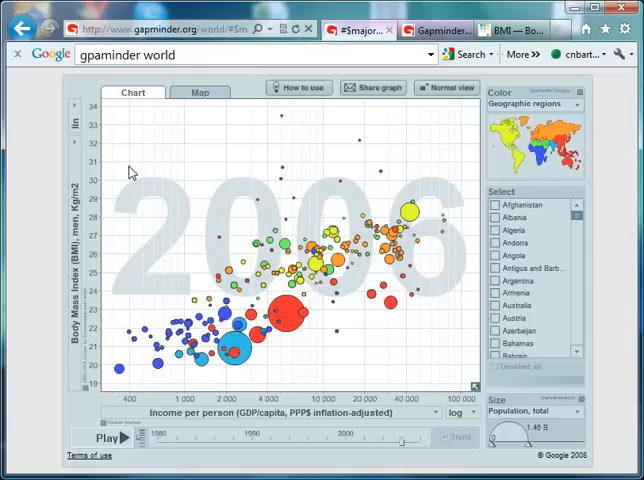 www.gapminder.org/world/#$m
#$major...
Gapminder...
BMI — Bo...
Google
gpaminder world
Search
More »
cnbart...
Chart
Map
How to use
Share graph
Normal view
Color
Geographic regions
Select
Afghanistan
Albania
Algeria
Andorra
Angola
Antigua and Barb...
Argentina
Armenia
Australia
Austria
Azerbaijan
Bahamas
Bahrain
Deselect all
Size
Population, total
1.46 B
0
2006
34
33
32
31
30
29
28
27
26
25
24
23
22
21
20
19
lin
Body Mass Index (BMI), men, Kg/m2
400
1 000
2 000
4 000
10 000
20 000
40 000
100 000
Income per person (GDP/capita, PPP$ inflation-adjusted)
log
Play
1980
1990
2000
Trails
Terms of use
© Google 2008